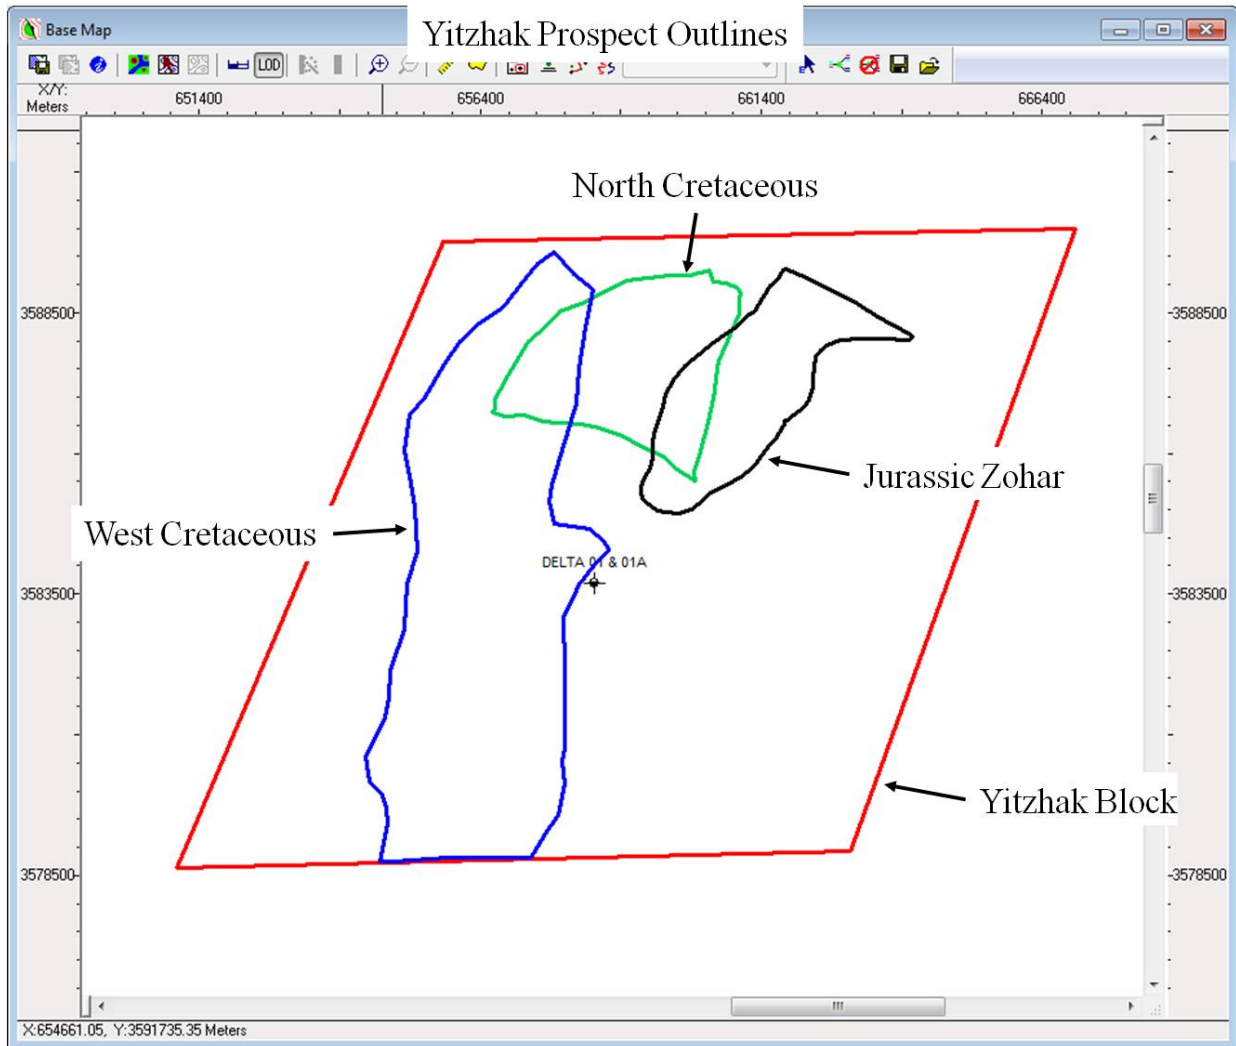 Base Map
Yitzhak Prospect Outlines
LOD
X/Y:
Meters
651400 656400 661400 666400
North Cretaceous
3588500 3588500
Jurassic Zohar
West Cretaceous
DELTA 01 & 01A
3583500 3583500
Yitzhak Block
3578500 3578500
X:654661.05, Y:3591735.35 Meters